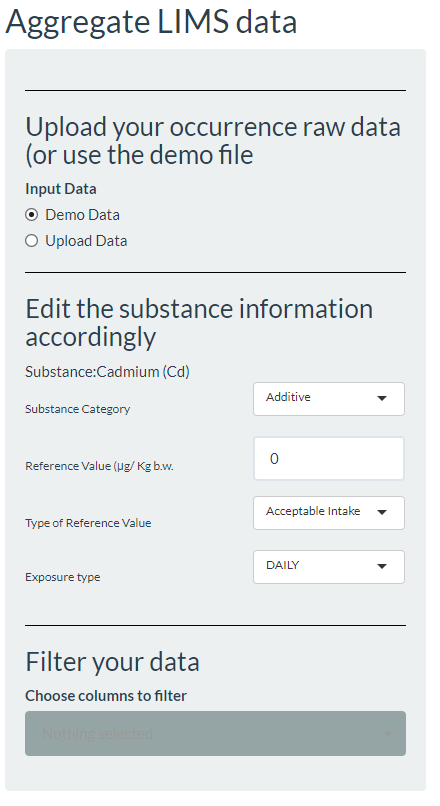 Aggregate LIMS data
Upload your occurrence raw data
(or use the demo file
Input Data
Demo Data
Upload Data
Edit the substance information
accordingly
Substance:Cadmium (Cd)
Substance Category
Additive
Reference Value (µg/ Kg b.w.
0
Type of Reference Value
Acceptable Intake
Exposure type
DAILY
Filter your data
Choose columns to filter
Nothing selected